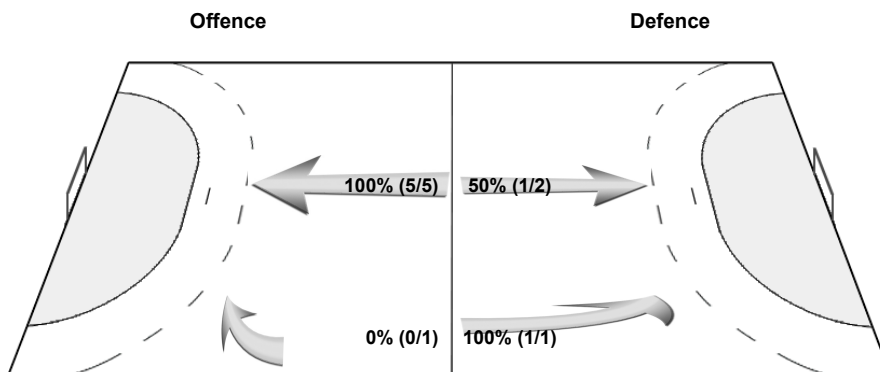 Offence Defence
100% (5/5) 50% (1/2)
0% (0/1) 100% (1/1)